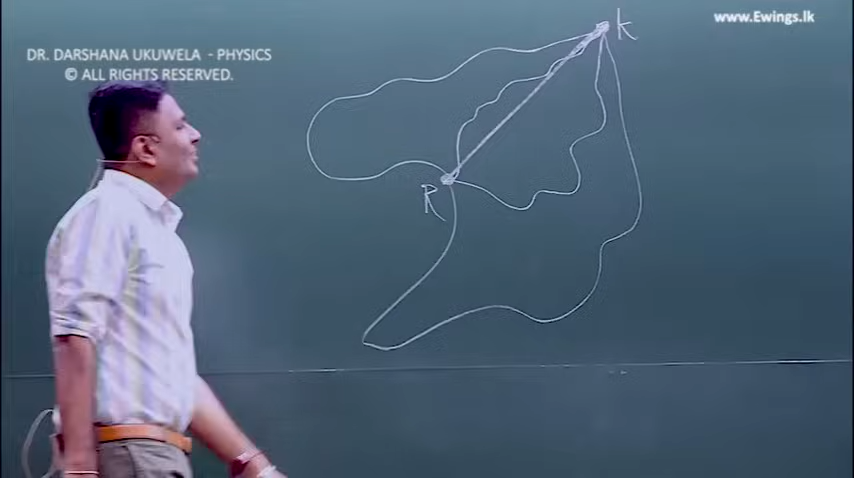 www.Ewings.lk
DR. DARSHANA UKUWELA - PHYSICS
© ALL RIGHTS RESERVED.
K
R